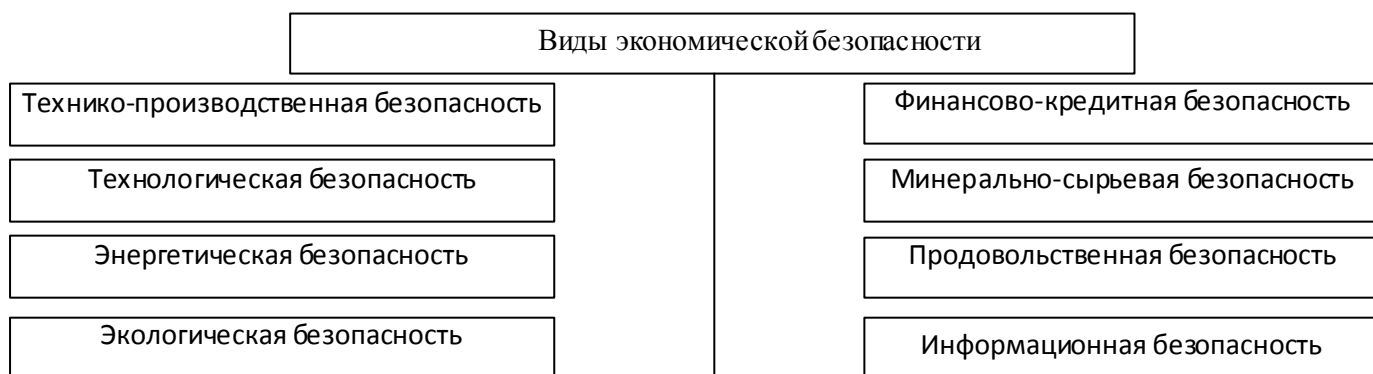 Виды экономической безопасности
Технико-производственная безопасность
Финансово-кредитная безопасность
Технологическая безопасность
Минерально-сырьевая безопасность
Энергетическая безопасность
Продовольственная безопасность
Экологическая безопасность
Информационная безопасность